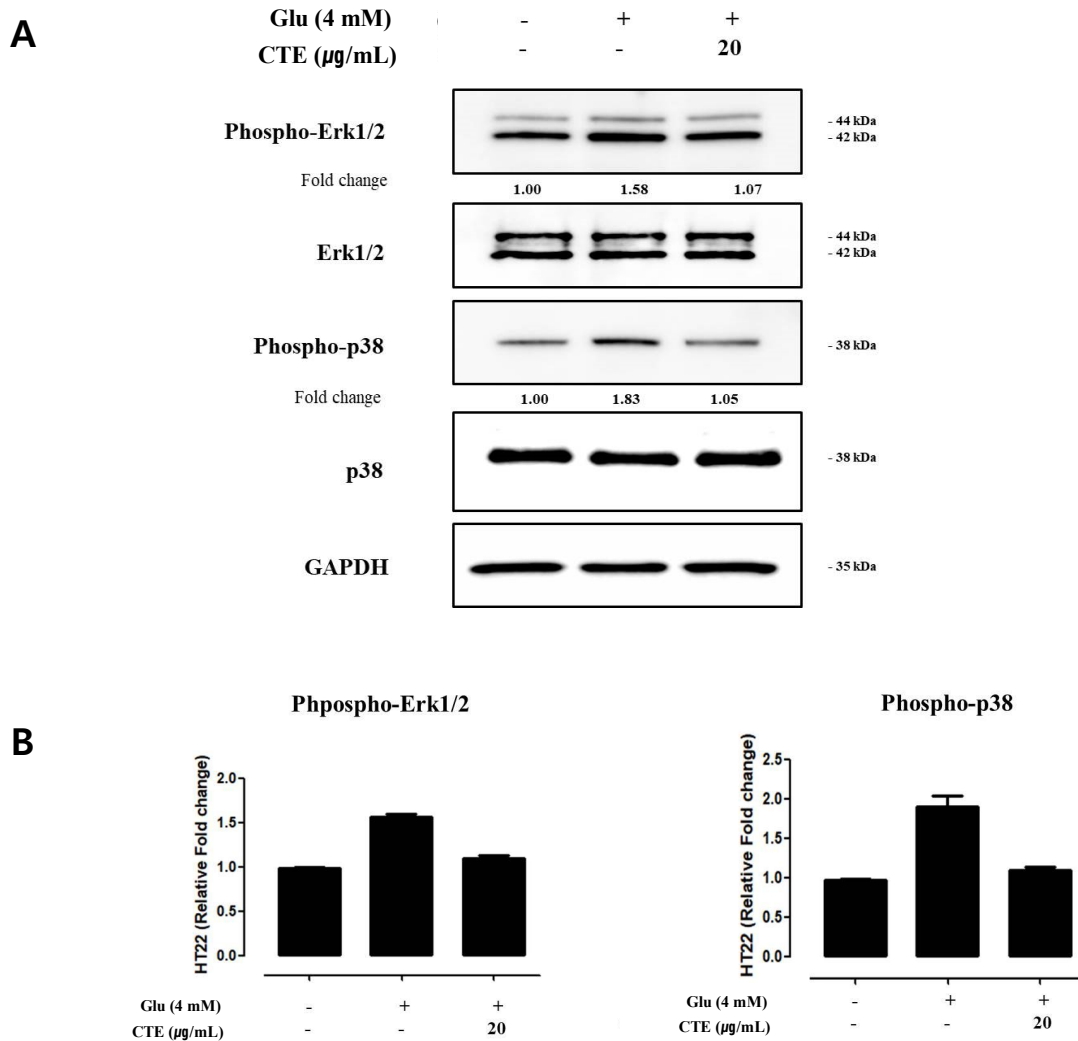 A
Glu (4 mM) - + +
CTE (㎍/mL) - - 20
Phospho-Erk1/2
- 44 kDa
- 42 kDa
Fold change 1.00 1.58 1.07
Erk1/2
- 44 kDa
- 42 kDa
Phospho-p38 - 38 kDa
Fold change 1.00 1.83 1.05
p38 - 38 kDa
GAPDH - 35 kDa
B
Phpospho-Erk1/2
HT22 (Relative Fold change)
2.0
1.5
1.0
0.5
0.0
Glu (4 mM) - + +
CTE (㎍/mL) - - 20
Phospho-p38
HT22 (Relative Fold change)
2.5
2.0
1.5
1.0
0.5
0.0
Glu (4 mM) - + +
CTE (㎍/mL) - - 20